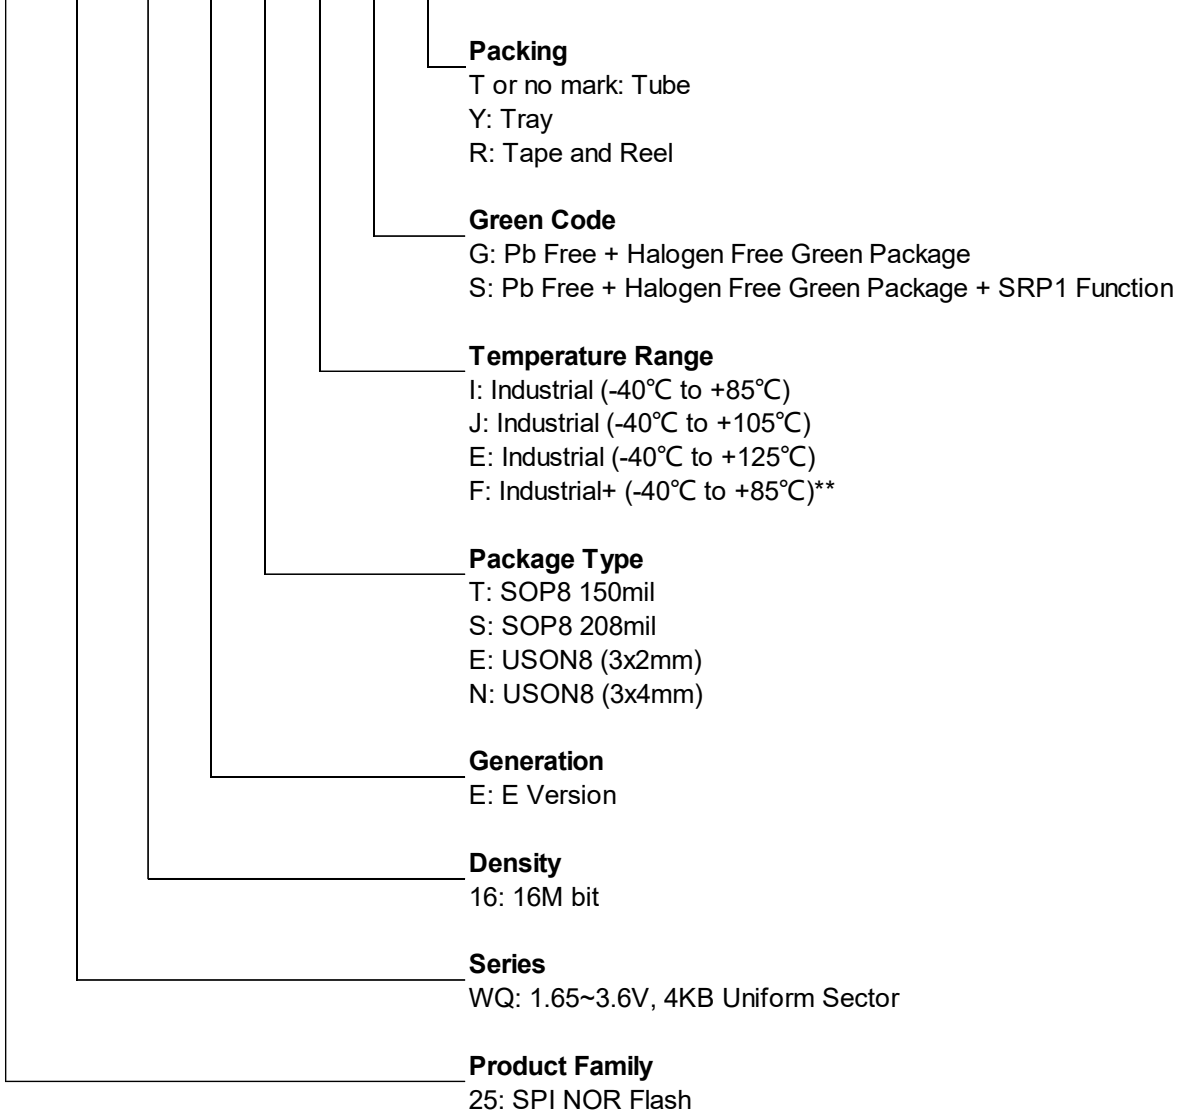 Packing
T or no mark: Tube
Y: Tray
R: Tape and Reel
Green Code
G: Pb Free + Halogen Free Green Package
S: Pb Free + Halogen Free Green Package + SRP1 Function
Temperature Range
I: Industrial (-40℃ to +85℃)
J: Industrial (-40℃ to +105℃)
E: Industrial (-40℃ to +125℃)
F: Industrial+ (-40℃ to +85℃)**
Package Type
T: SOP8 150mil
S: SOP8 208mil
E: USON8 (3x2mm)
N: USON8 (3x4mm)
Generation
E: E Version
Density
16: 16M bit
Series
WQ: 1.65~3.6V, 4KB Uniform Sector
Product Family
25: SPI NOR Flash